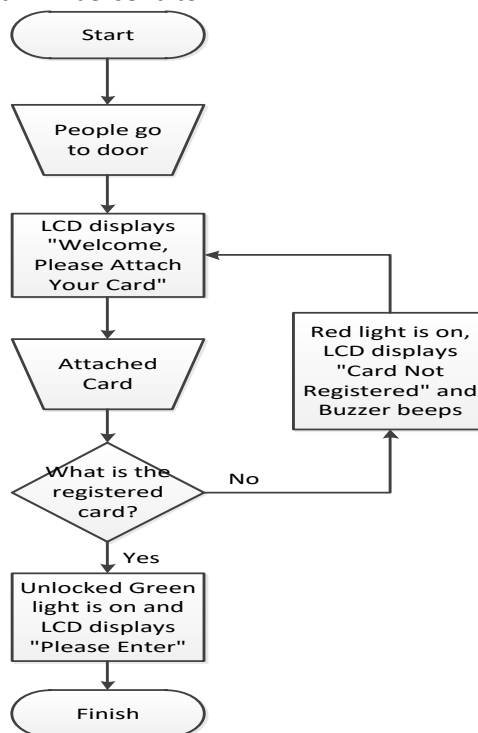 Start
People go
to door
LCD displays
"Welcome,
Please Attach
Your Card"
Red light is on,
LCD displays
"Card Not
Registered" and
Buzzer beeps
Attached
Card
What is the
registered
card?
No
Yes
Unlocked Green
light is on and
LCD displays
"Please Enter"
Finish